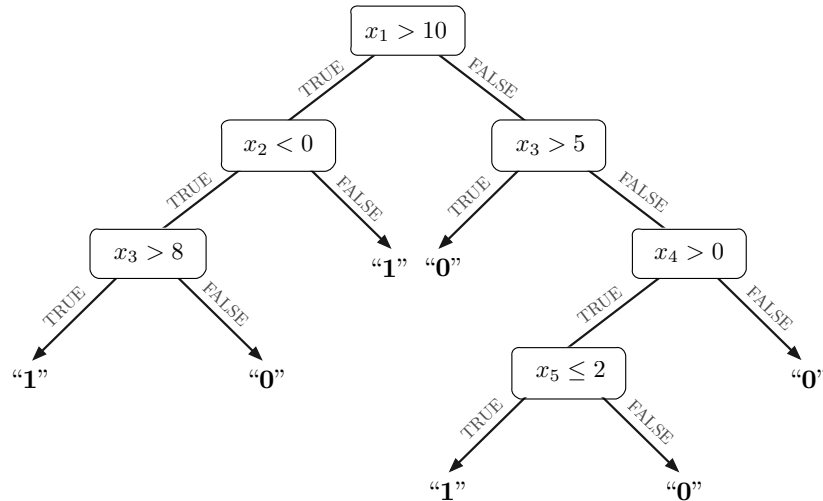 x₁ > 10
TRUE FALSE
x₂ < 0 x₃ > 5
TRUE FALSE TRUE FALSE
x₃ > 8 “1” “0” x₄ > 0
TRUE FALSE TRUE FALSE
“1” “0” x₅ ≤ 2 “0”
TRUE FALSE
“1” “0”